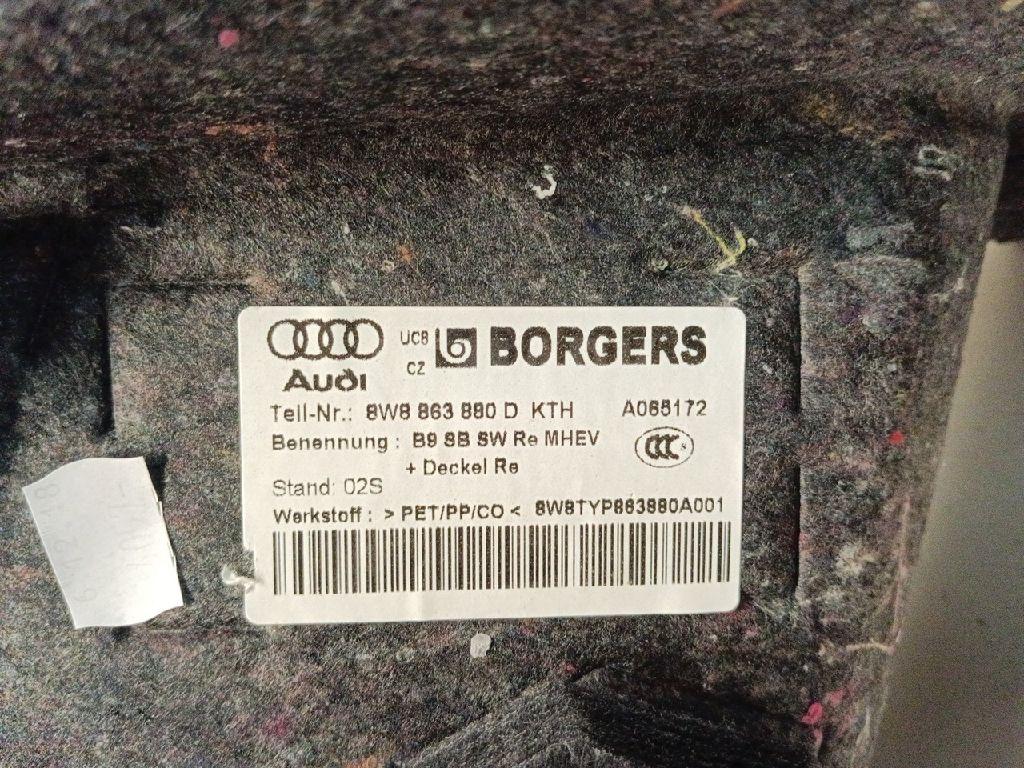 Audi
UCB
CZ
BORGERS
Teil-Nr.: 8W8 863 880 D KTH A065172
Benennung : B9 SB SW Re MHEV
+ Deckel Re
CCC
Stand: 02S
Werkstoff : > PET/PP/CO < 8W8TYP863880A001